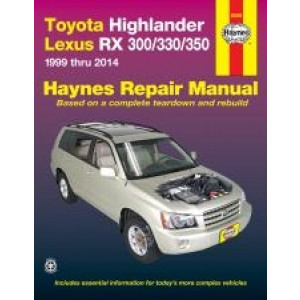 Toyota Highlander
Lexus RX 300/330/350
1999 thru 2014
Haynes
Haynes Repair Manual
Based on a complete teardown and rebuild
Includes essential information for today's more complex vehicles